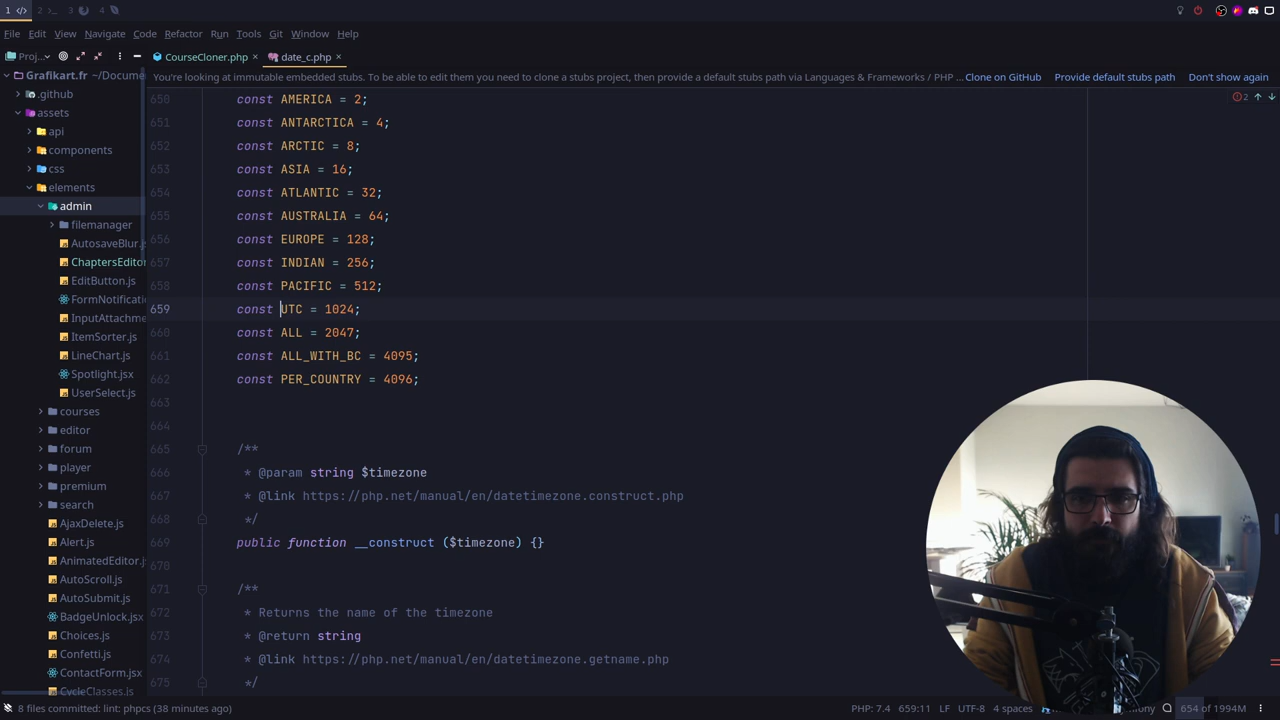 1 </> 2 3 4
File Edit View Navigate Code Refactor Run Tools Git Window Help
Proj... CourseCloner.php date_c.php
You're looking at immutable embedded stubs. To be able to edit them you need to clone a stubs project, then provide a default stubs path via Languages & Frameworks / PHP ... Clone on GitHub Provide default stubs path Don't show again
Grafikart.fr ~/Docume
.github
assets
api
components
css
elements
admin
filemanager
AutosaveBlur.js
ChaptersEditor
EditButton.js
FormNotificati
InputAttachme
ItemSorter.js
LineChart.js
Spotlight.jsx
UserSelect.js
courses
editor
forum
player
premium
search
AjaxDelete.js
Alert.js
AnimatedEditor.
AutoScroll.js
AutoSubmit.js
BadgeUnlock.jsx
Choices.js
Confetti.js
ContactForm.jsx
CycleClasses.js
2
650 const AMERICA = 2;
651 const ANTARCTICA = 4;
652 const ARCTIC = 8;
653 const ASIA = 16;
654 const ATLANTIC = 32;
655 const AUSTRALIA = 64;
656 const EUROPE = 128;
657 const INDIAN = 256;
658 const PACIFIC = 512;
659 const UTC = 1024;
660 const ALL = 2047;
661 const ALL_WITH_BC = 4095;
662 const PER_COUNTRY = 4096;
663
664
665 /**
666 * @param string $timezone
667 * @link https://php.net/manual/en/datetimezone.construct.php
668 */
669 public function __construct ($timezone) {}
670
671 /**
672 * Returns the name of the timezone
673 * @return string
674 * @link https://php.net/manual/en/datetimezone.getname.php
675 */
8 files committed: lint: phpcs (38 minutes ago) PHP: 7.4 659:11 LF UTF-8 4 spaces 654 of 1994M